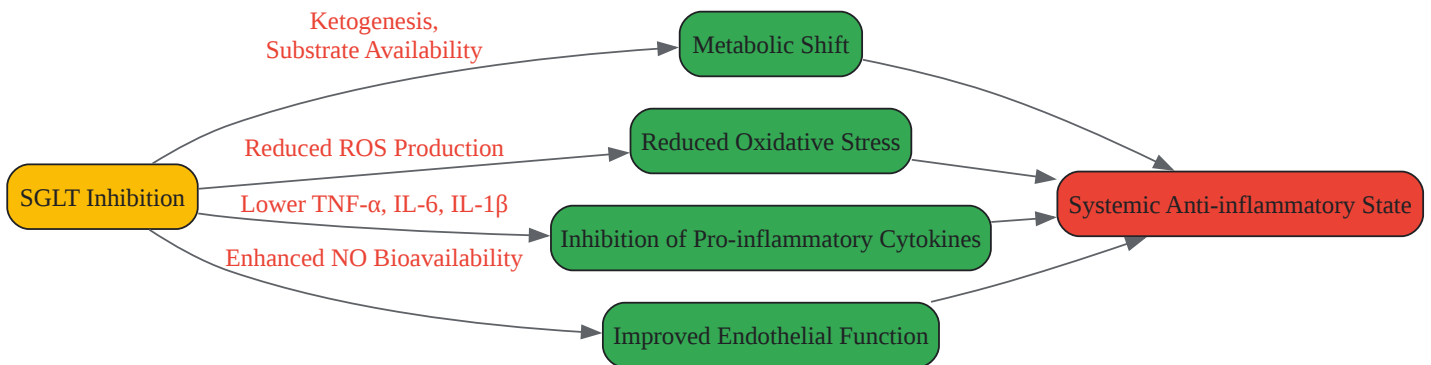 Ketogenesis,
Substrate Availability
Metabolic Shift
Reduced ROS Production
Reduced Oxidative Stress
SGLT Inhibition
Systemic Anti-inflammatory State
Lower TNF-α, IL-6, IL-1β
Inhibition of Pro-inflammatory Cytokines
Enhanced NO Bioavailability
Improved Endothelial Function